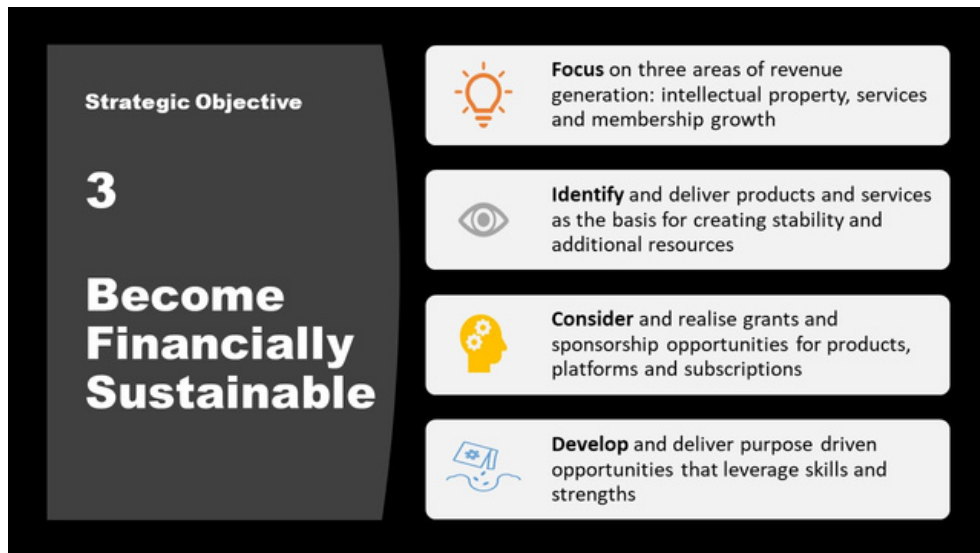 Strategic Objective
3
Become
Financially
Sustainable
Focus on three areas of revenue
generation: intellectual property, services
and membership growth
Identify and deliver products and services
as the basis for creating stability and
additional resources
Consider and realise grants and
sponsorship opportunities for products,
platforms and subscriptions
Develop and deliver purpose driven
opportunities that leverage skills and
strengths